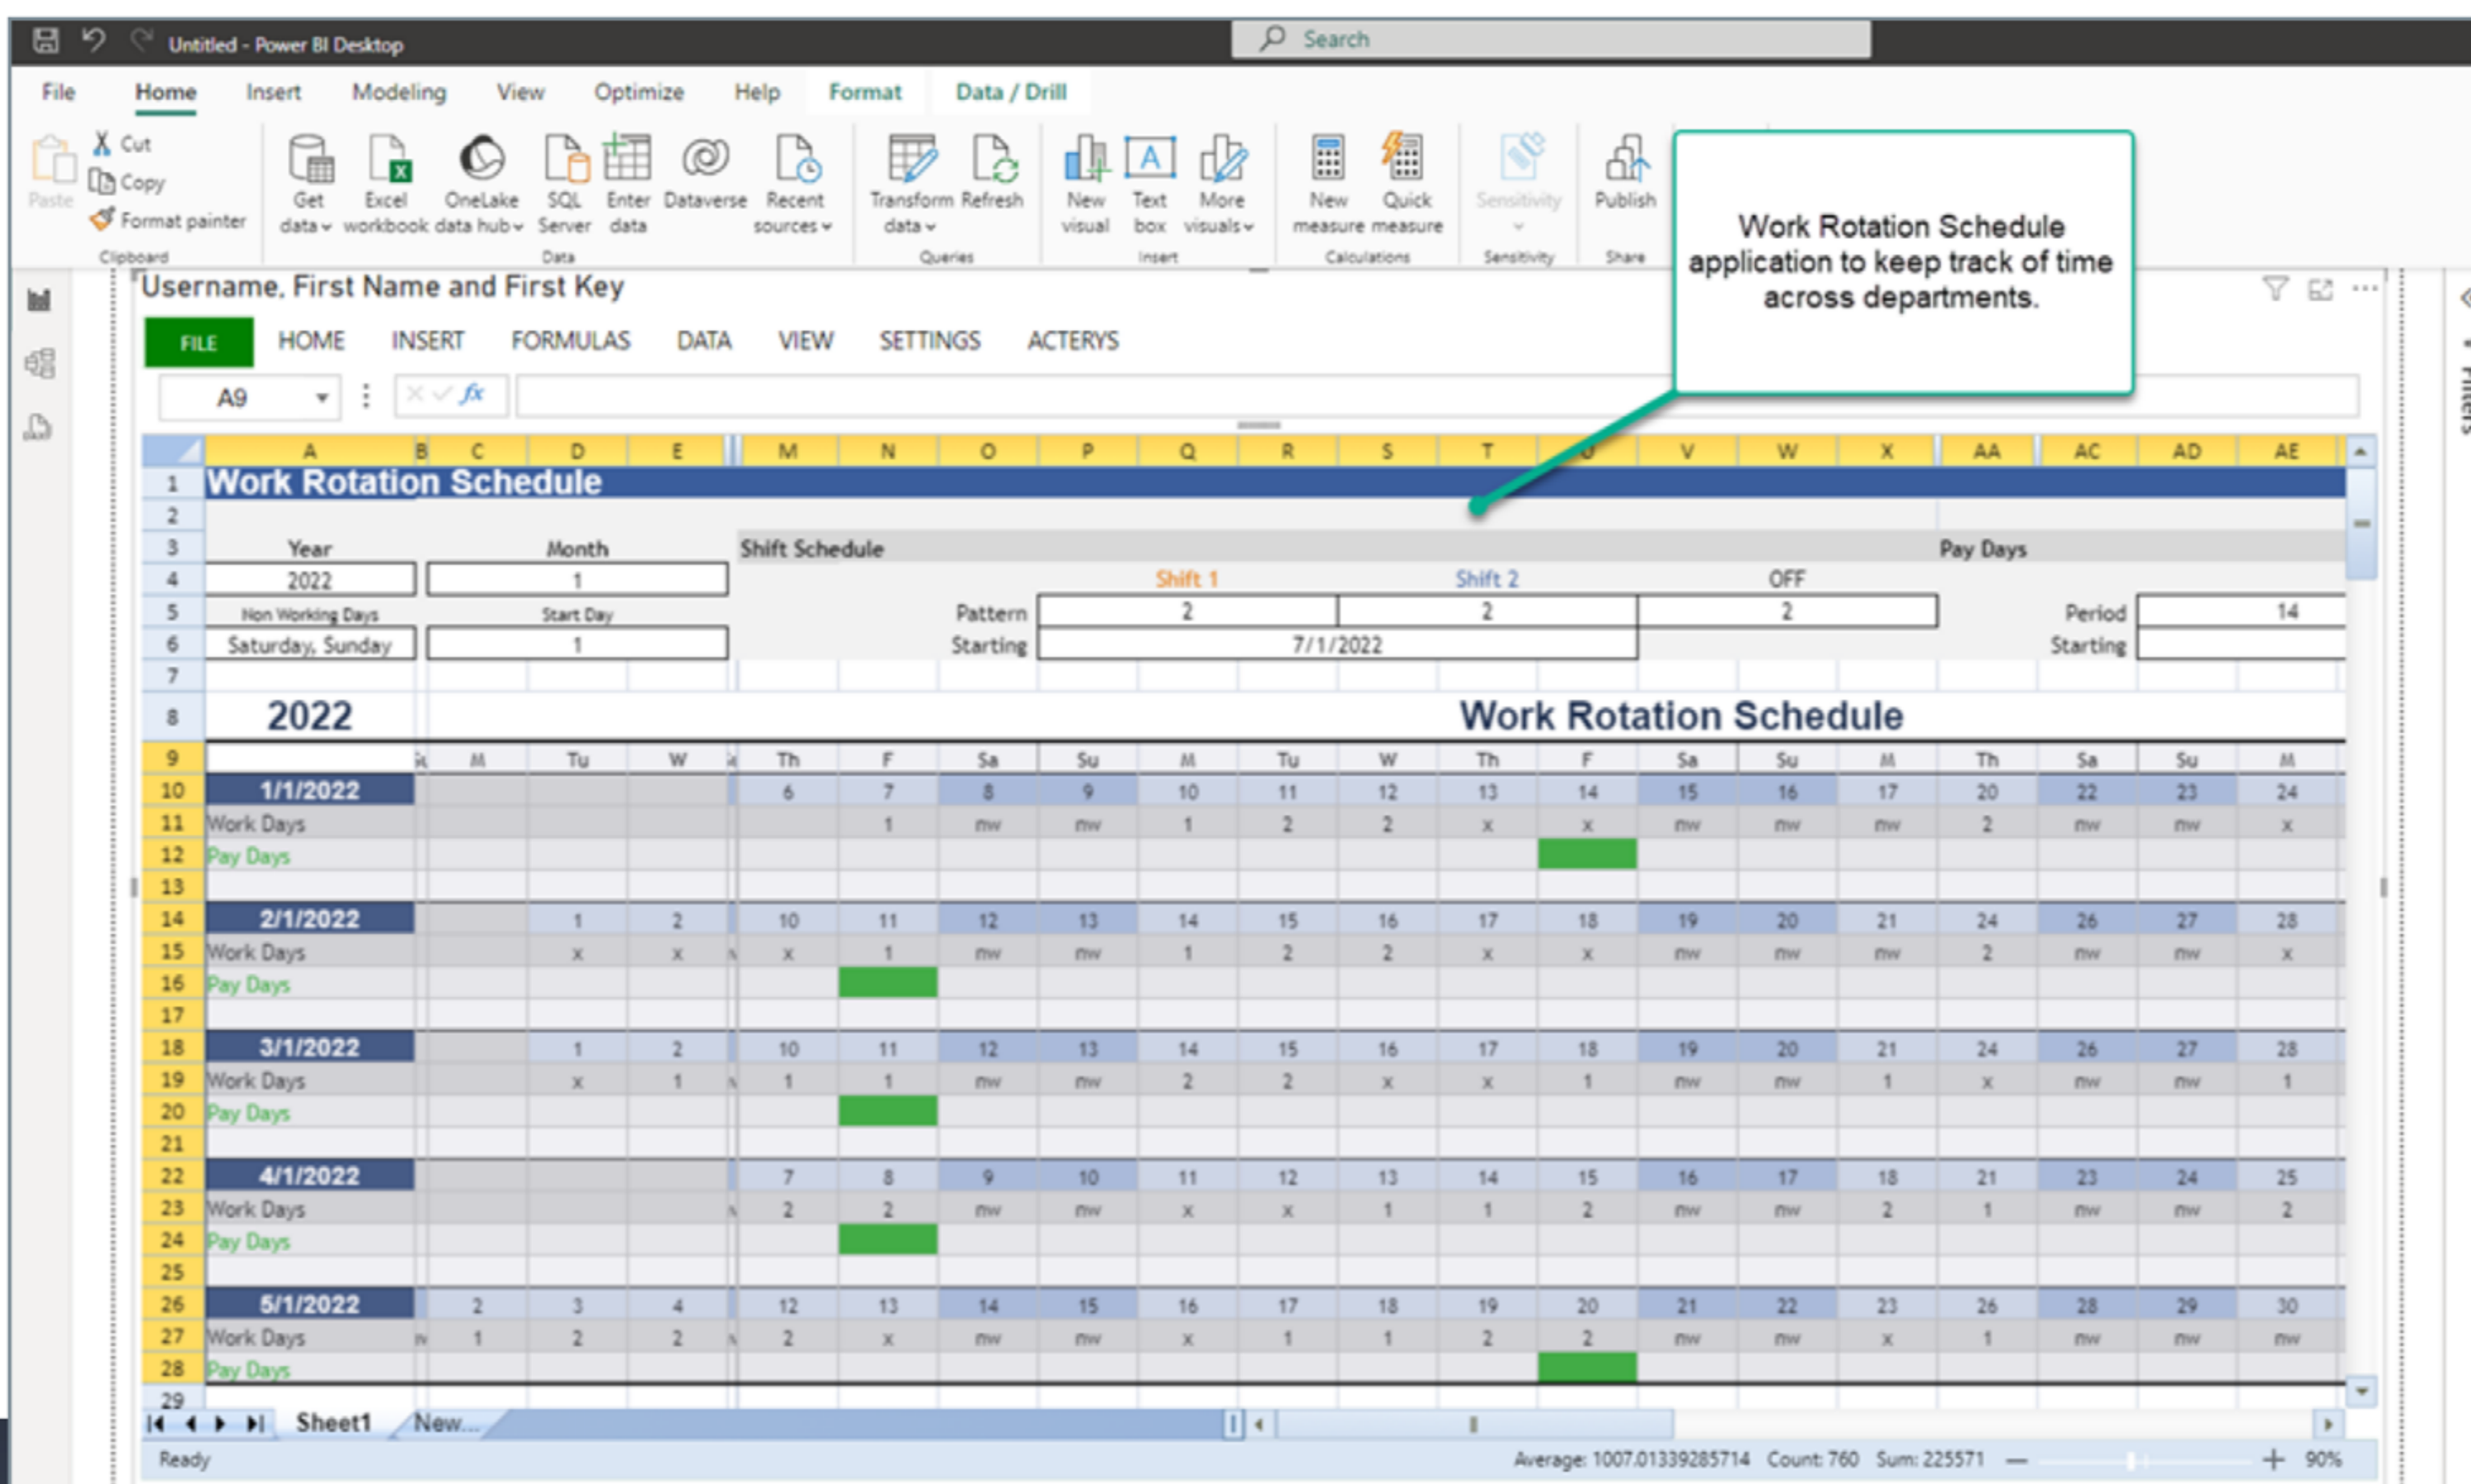 Untitled - Power BI Desktop Search
File Home Insert Modeling View Optimize Help Format Data / Drill
Paste Cut
Copy
Format painter
Clipboard
Get data Excel workbook OneLake data hub SQL Server Enter data Dataverse Recent sources
Data
Transform data Refresh
Queries
New visual Text box More visuals
Insert
New measure Quick measure
Calculations
Sensitivity
Sensitivity
Publish
Share
Work Rotation Schedule
application to keep track of time
across departments.
Username, First Name and First Key
FILE HOME INSERT FORMULAS DATA VIEW SETTINGS ACTERYS
A9 fx
A B C D E M N O P Q R S T U V W X AA AC AD AE
1 Work Rotation Schedule
2
3 Year Month Shift Schedule Pay Days
4 2022 1 Shift 1 Shift 2 OFF
5 Non Working Days Start Day Pattern 2 2 2 Period 14
6 Saturday, Sunday 1 Starting 7/1/2022 Starting
7
8 2022 Work Rotation Schedule
9 M Tu W Th F Sa Su M Tu W Th F Sa Su M Th Sa Su M
10 1/1/2022 6 7 8 9 10 11 12 13 14 15 16 17 20 22 23 24
11 Work Days 1 nw nw 1 2 2 x x nw nw nw 2 nw nw x
12 Pay Days
13
14 2/1/2022 1 2 10 11 12 13 14 15 16 17 18 19 20 21 24 26 27 28
15 Work Days x x x 1 nw nw 1 2 2 x x nw nw nw 2 nw nw x
16 Pay Days
17
18 3/1/2022 1 2 10 11 12 13 14 15 16 17 18 19 20 21 24 26 27 28
19 Work Days x 1 1 1 nw nw 2 2 x x 1 nw nw 1 x nw nw 1
20 Pay Days
21
22 4/1/2022 7 8 9 10 11 12 13 14 15 16 17 18 21 23 24 25
23 Work Days 2 2 nw nw x x 1 1 2 nw nw 2 1 nw nw 2
24 Pay Days
25
26 5/1/2022 2 3 4 12 13 14 15 16 17 18 19 20 21 22 23 26 28 29 30
27 Work Days 1 2 2 2 x nw nw x 1 1 2 2 nw nw x 1 nw nw nw
28 Pay Days
29
Sheet1 New...
Ready Average: 1007.01339285714 Count: 760 Sum: 225571 90%